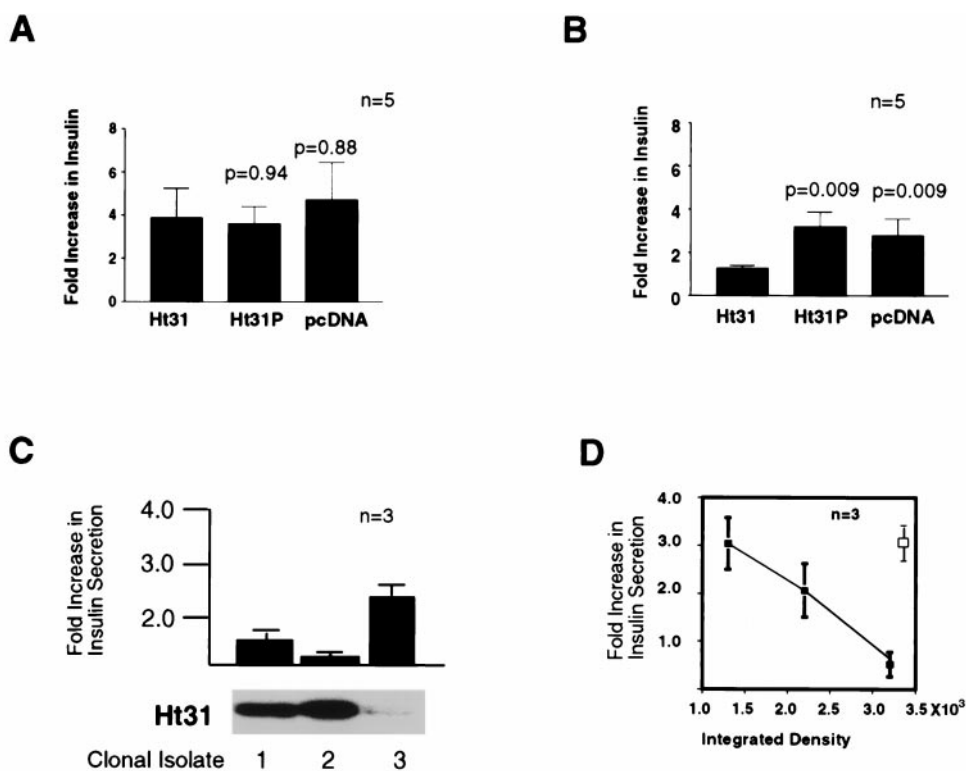 A
n=5
Fold Increase in Insulin
8
6
4
2
0
p=0.94
p=0.88
Ht31
Ht31P
pcDNA
B
n=5
Fold Increase in Insulin
8
6
4
2
0
p=0.009
p=0.009
Ht31
Ht31P
pcDNA
C
n=3
Fold Increase in
Insulin Secretion
4.0
3.0
2.0
Ht31
Clonal Isolate 1 2 3
D
n=3
Fold Increase in
Insulin Secretion
4.0
3.0
2.0
1.0
1.0 1.5 2.0 2.5 3.0 3.5 X10³
Integrated Density